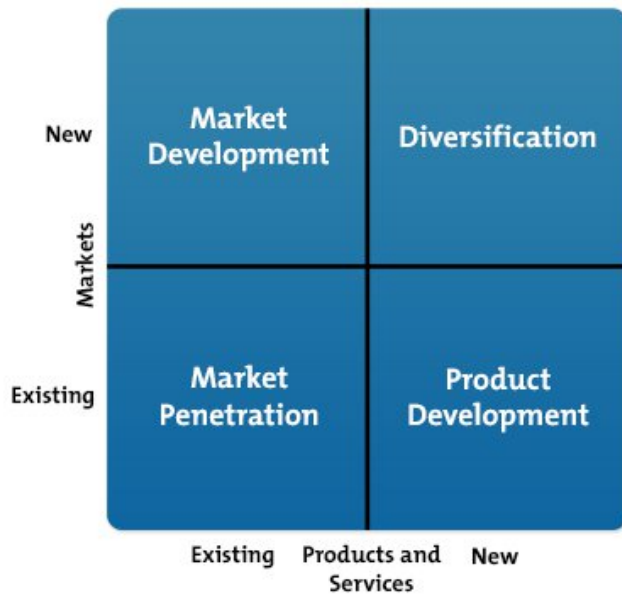 New
Market
Development
Diversification
Markets
Existing
Market
Penetration
Product
Development
Existing
Products and
Services
New